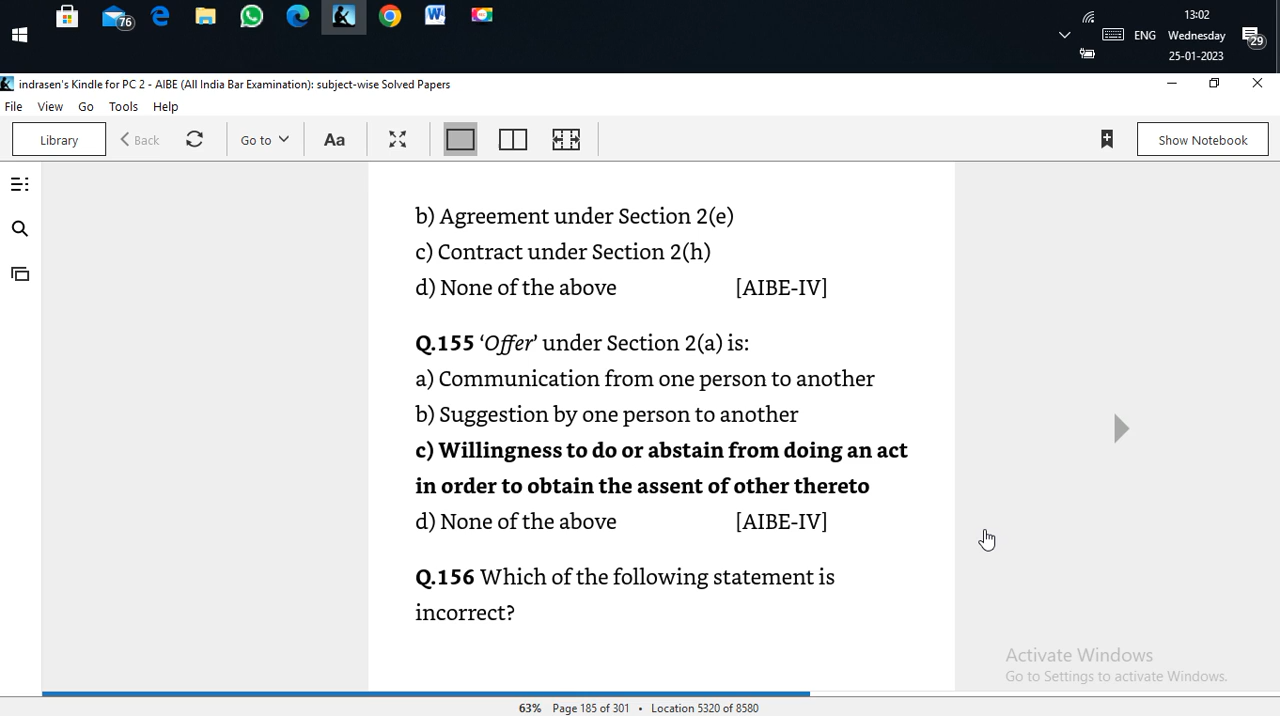 76
13:02
ENG
Wednesday
29
25-01-2023
indrasen's Kindle for PC 2 - AIBE (All India Bar Examination): subject-wise Solved Papers
File View Go Tools Help
Library
Back
Go to
Aa
Show Notebook
b) Agreement under Section 2(e)
c) Contract under Section 2(h)
d) None of the above [AIBE-IV]
Q.155 ‘Offer’ under Section 2(a) is:
a) Communication from one person to another
b) Suggestion by one person to another
c) Willingness to do or abstain from doing an act
in order to obtain the assent of other thereto
d) None of the above [AIBE-IV]
Q.156 Which of the following statement is
incorrect?
Activate Windows
Go to Settings to activate Windows.
63% Page 185 of 301 • Location 5320 of 8580